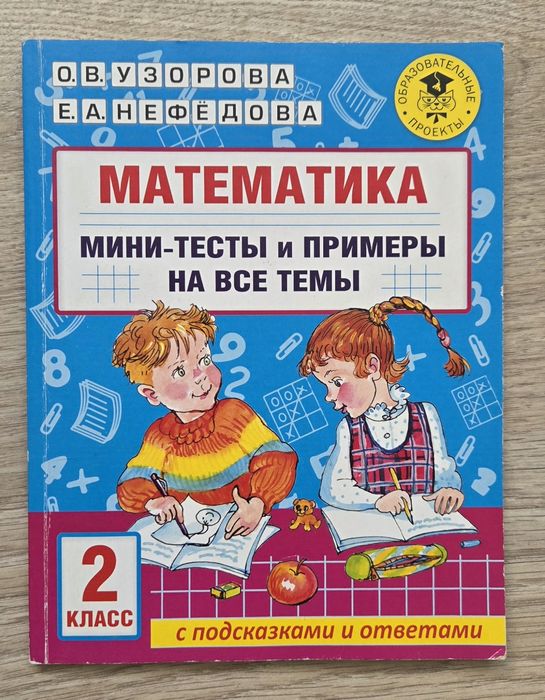 О.В. УЗОРОВА
Е.А. НЕФЁДОВА
ОБРАЗОВАТЕЛЬНЫЕ ПРОЕКТЫ
МАТЕМАТИКА
МИНИ-ТЕСТЫ и ПРИМЕРЫ
НА ВСЕ ТЕМЫ
2
КЛАСС
с подсказками и ответами